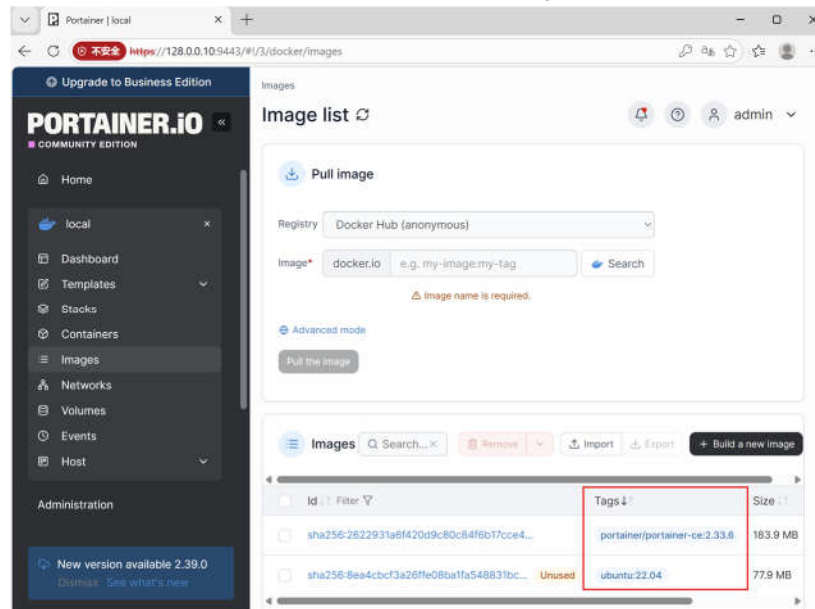 Portainer | local
不安全 https://128.0.0.10:9443/#!/3/docker/images
Upgrade to Business Edition
PORTAINER.iO
COMMUNITY EDITION
Home
local
Dashboard
Templates
Stacks
Containers
Images
Networks
Volumes
Events
Host
Administration
New version available 2.39.0
Dismiss See what's new
Images
Image list
admin
Pull image
Registry Docker Hub (anonymous)
Image* docker.io e.g. my-image:my-tag Search
Image name is required.
Advanced mode
Pull the image
Images Search... Remove Import Export + Build a new image
Id Filter Tags Size
sha256:2622931a6f420d9c80c84f6b17cce4... portainer/portainer-ce:2.33.6 183.9 MB
sha256:8ea4cbcf3a26ffe08ba1fa548831bc... Unused ubuntu:22.04 77.9 MB